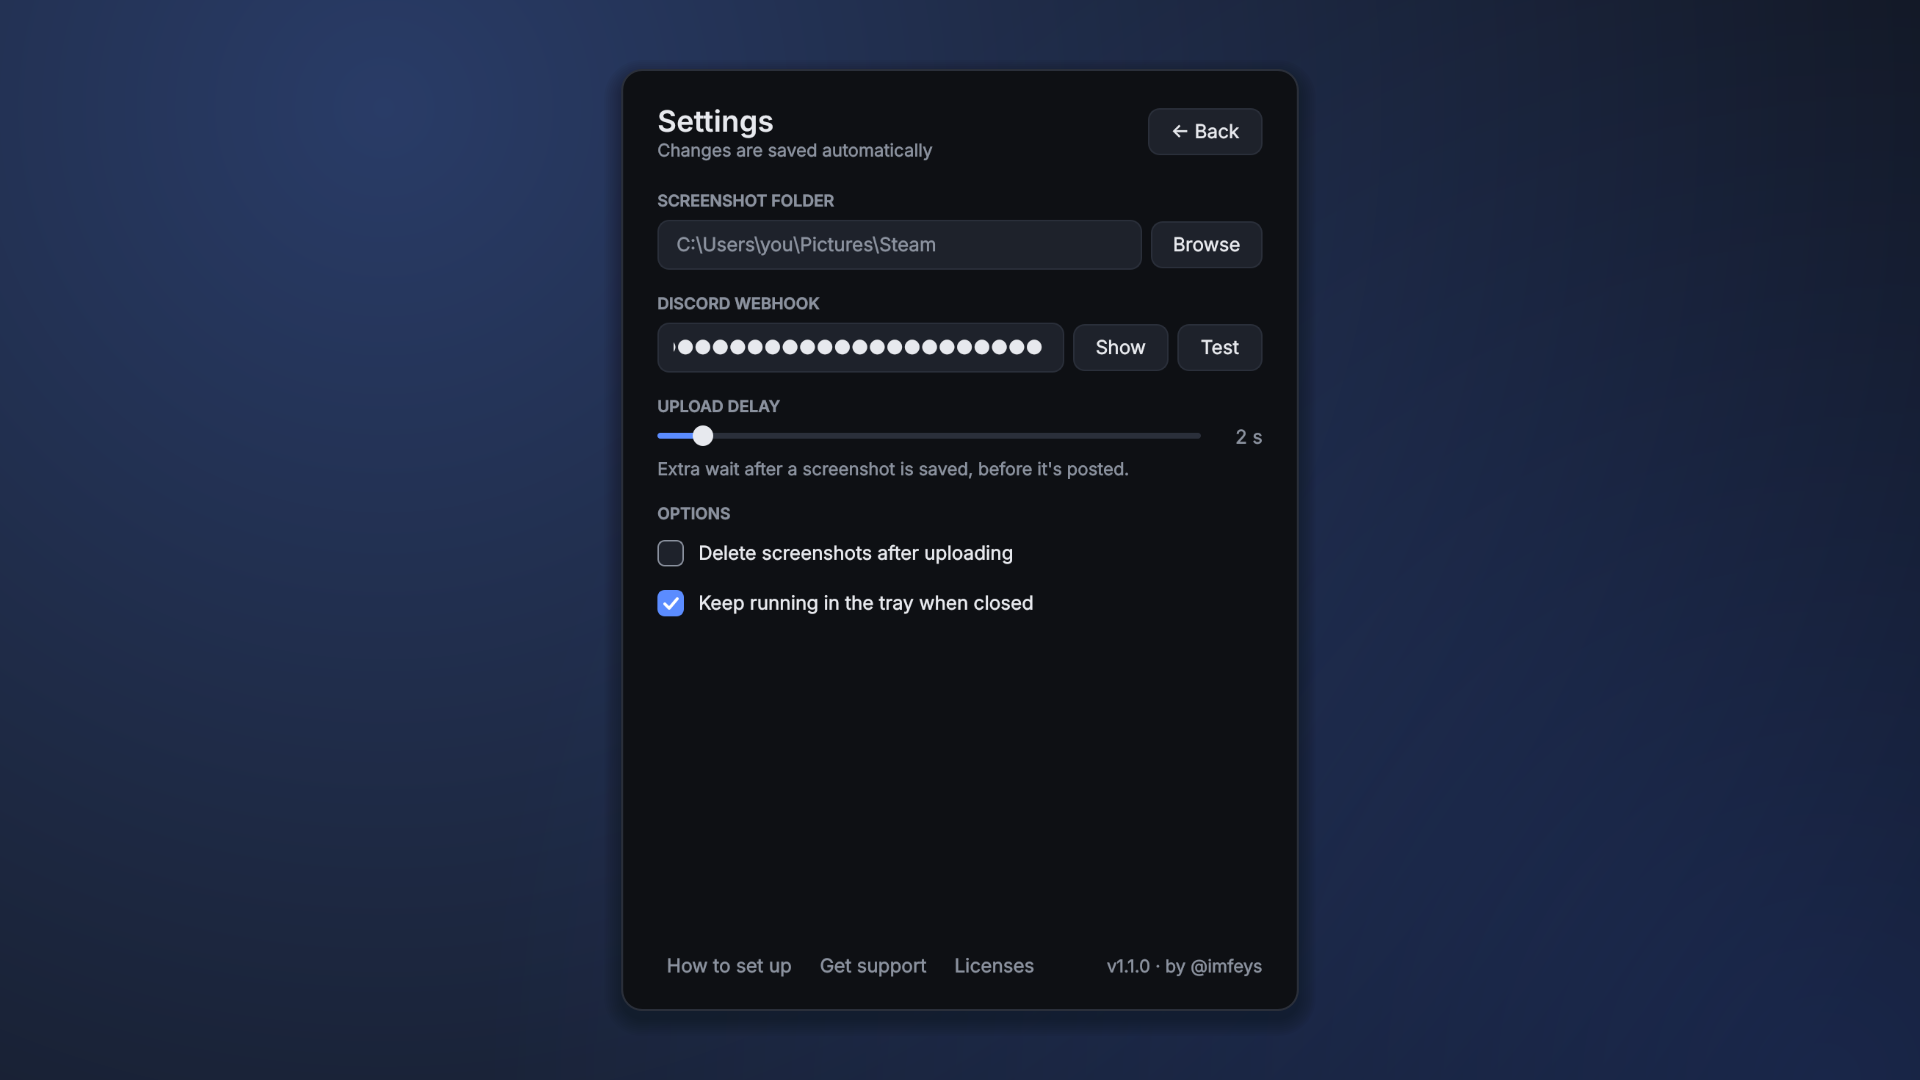 Settings
← Back
Changes are saved automatically
SCREENSHOT FOLDER
C:\Users\you\Pictures\Steam
Browse
DISCORD WEBHOOK
Show
Test
UPLOAD DELAY
2 s
Extra wait after a screenshot is saved, before it's posted.
OPTIONS
Delete screenshots after uploading
Keep running in the tray when closed
How to set up
Get support
Licenses
v1.1.0 · by @imfeys